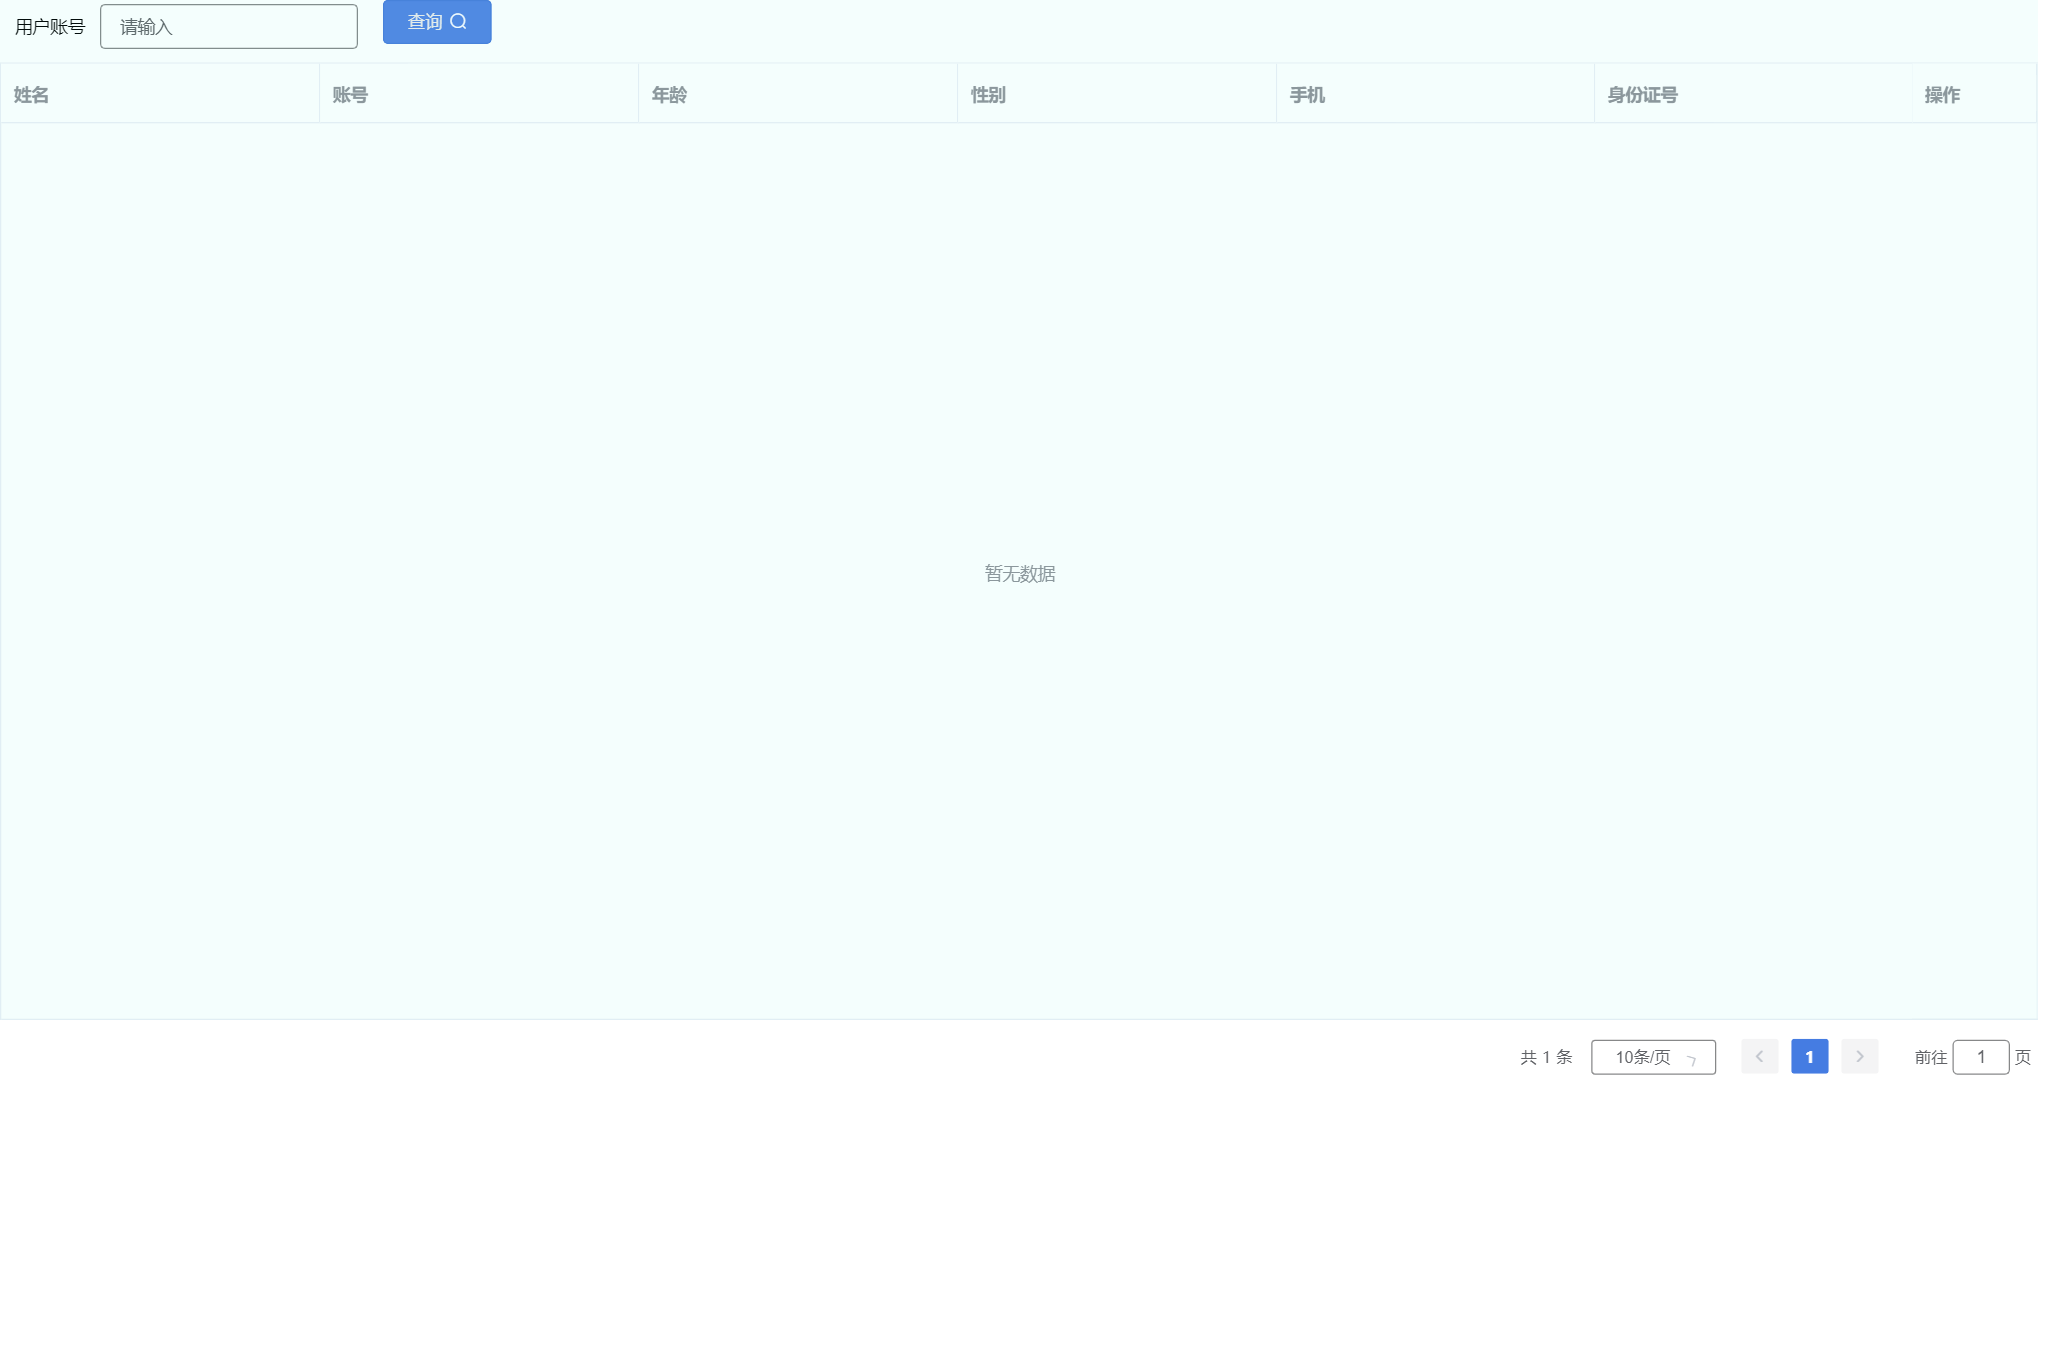 用户账号 请输入 查询
姓名 账号 年龄 性别 手机 身份证号 操作
暂无数据
共 1 条 10条/页 1 前往 1 页